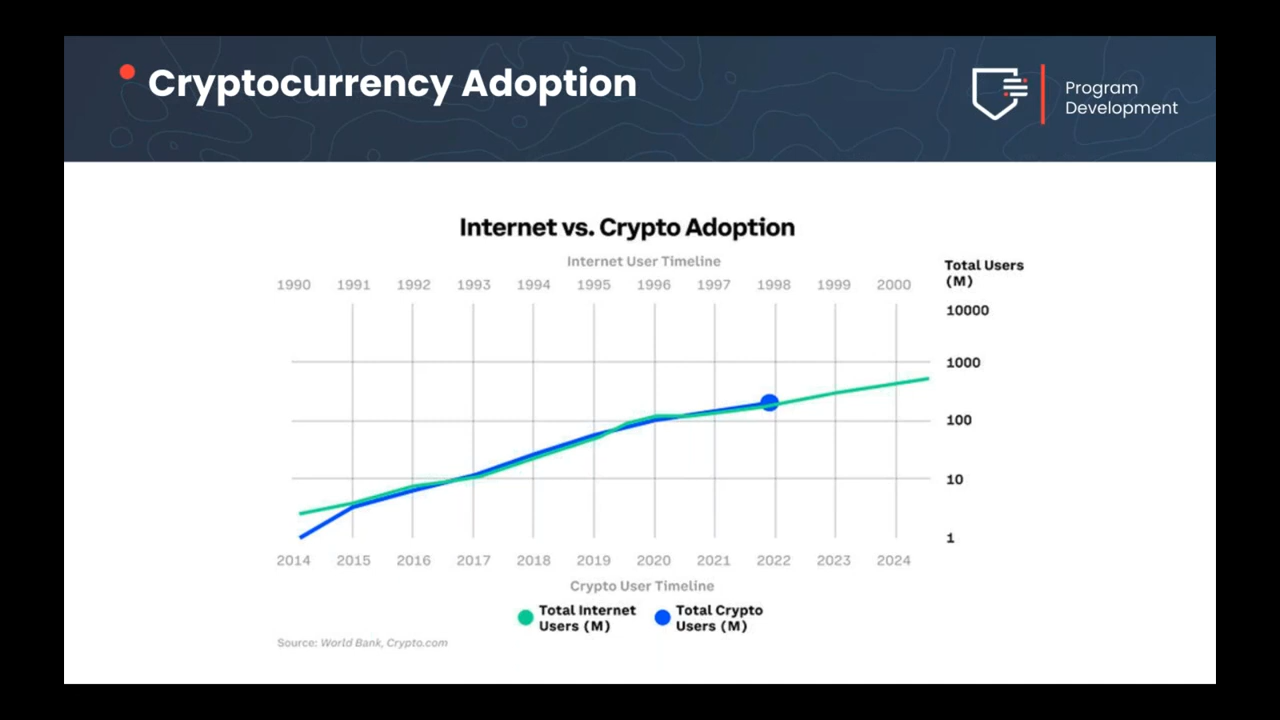 Cryptocurrency Adoption
Program
Development
Internet vs. Crypto Adoption
Internet User Timeline
1990 1991 1992 1993 1994 1995 1996 1997 1998 1999 2000
Total Users
(M)
10000
1000
100
10
1
2014 2015 2016 2017 2018 2019 2020 2021 2022 2023 2024
Crypto User Timeline
Total Internet
Users (M)
Total Crypto
Users (M)
Source: World Bank, Crypto.com